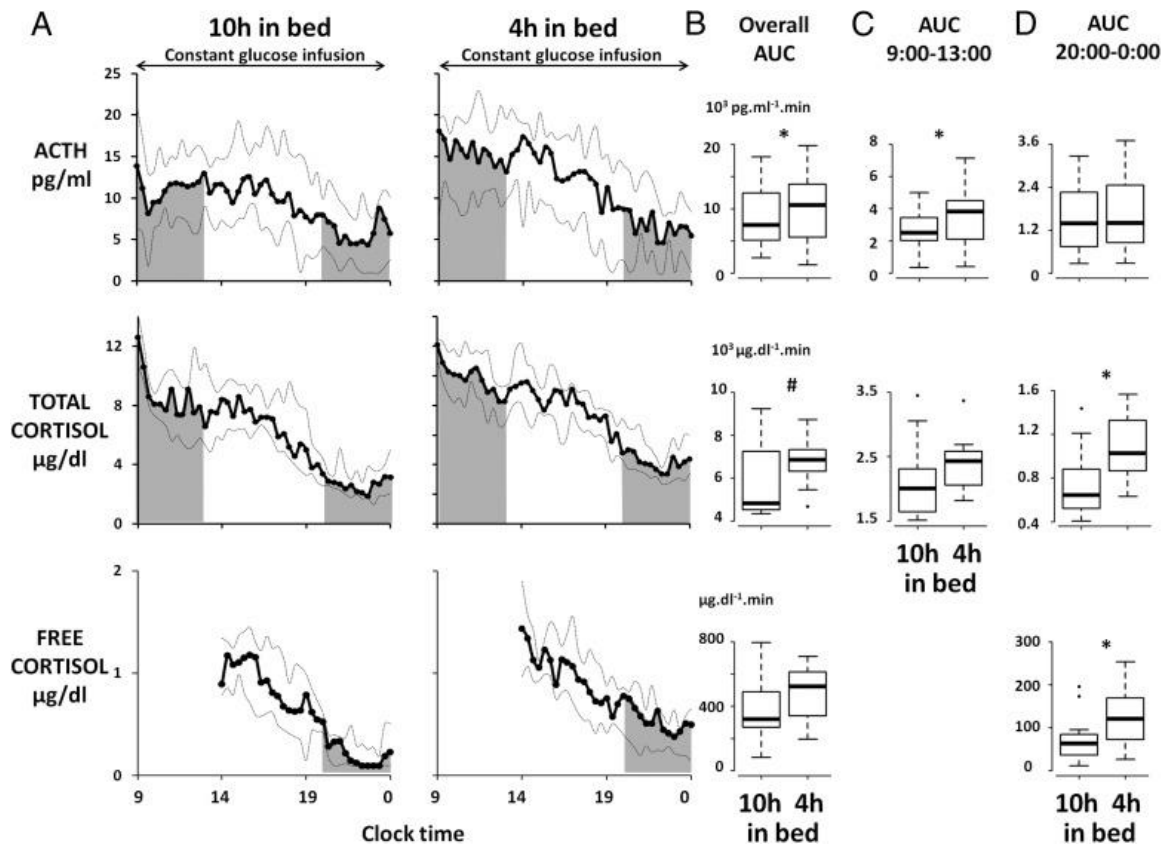 A
10h in bed
4h in bed
Constant glucose infusion
Constant glucose infusion
B
Overall
AUC
C
AUC
9:00-13:00
D
AUC
20:00-0:00
ACTH
pg/ml
25
20
15
10
5
0
10³ pg.ml⁻¹.min
*
20
10
0
*
8
6
4
2
0
3.6
2.4
1.2
0
TOTAL
CORTISOL
µg/dl
12
8
4
0
10³ µg.dl⁻¹.min
#
10
8
6
4
3.5
2.5
1.5
10h 4h
in bed
*
1.6
1.2
0.8
0.4
FREE
CORTISOL
µg/dl
2
1
0
9 14 19 0
9 14 19 0
Clock time
µg.dl⁻¹.min
800
400
0
10h 4h
in bed
*
300
200
100
0
10h 4h
in bed